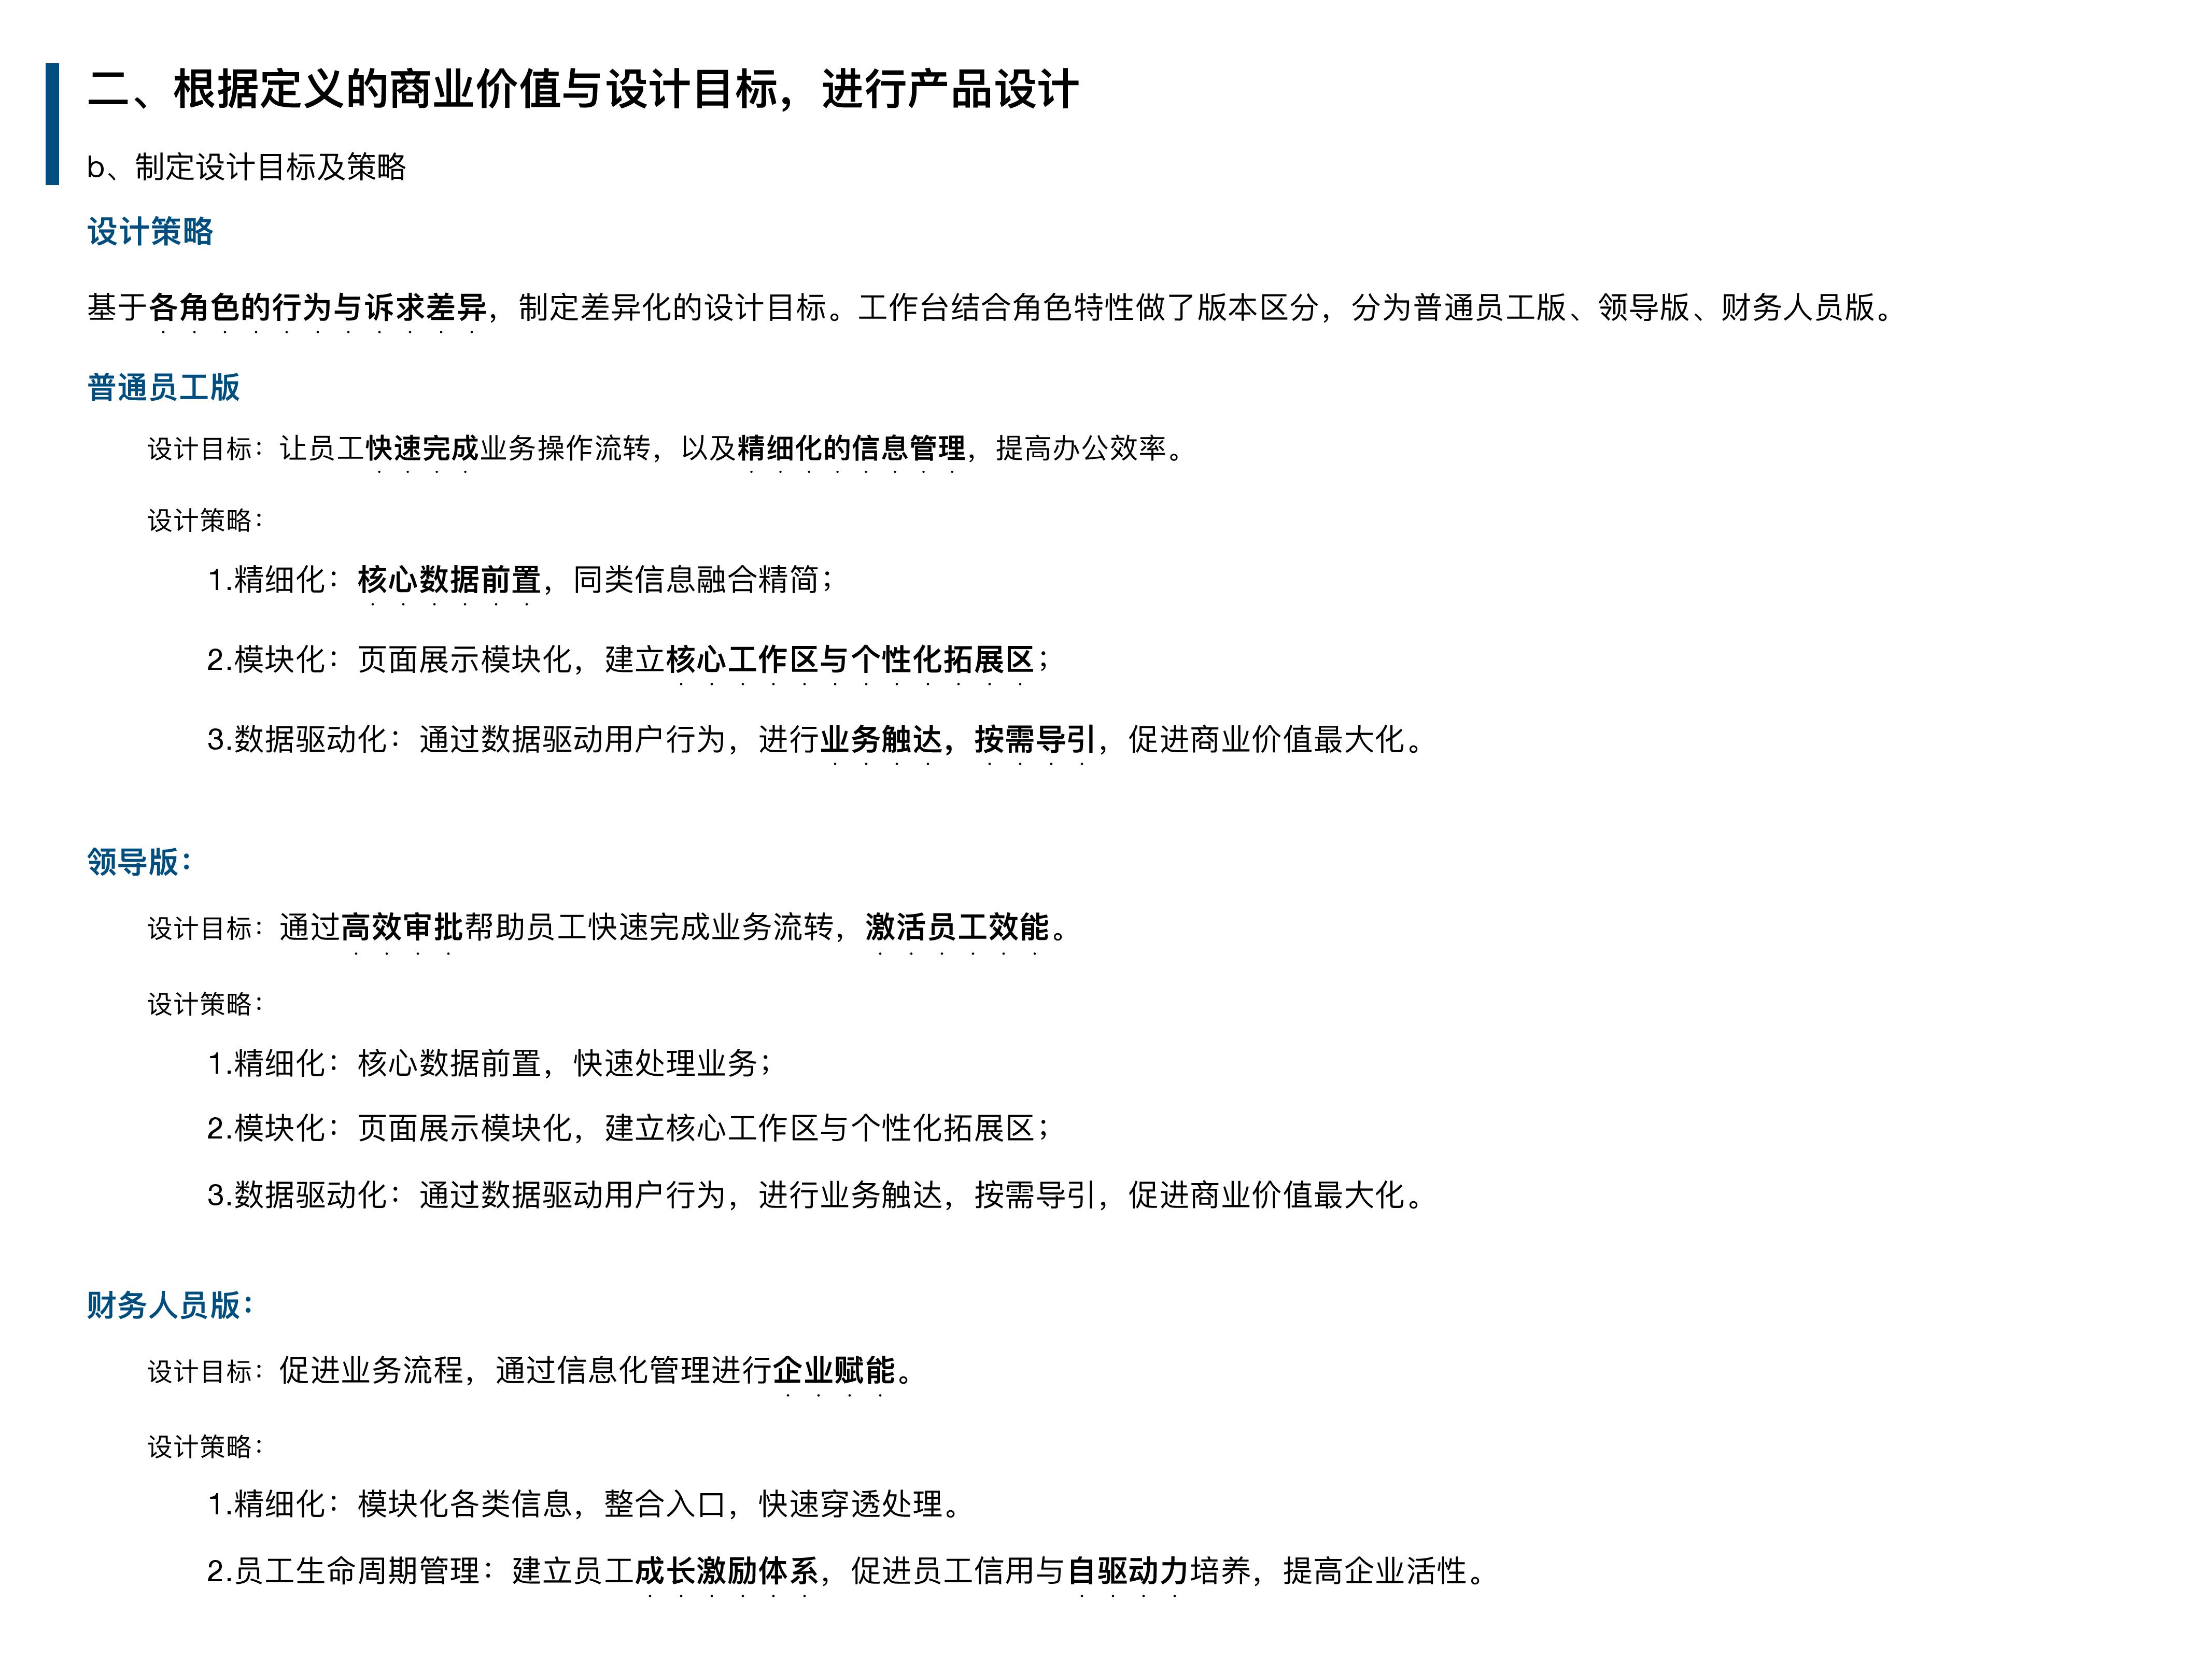 二、根据定义的商业价值与设计目标，进行产品设计
b、制定设计目标及策略
设计策略
基于各角色的行为与诉求差异，制定差异化的设计目标。工作台结合角色特性做了版本区分，分为普通员工版、领导版、财务人员版。
普通员工版
设计目标：让员工快速完成业务操作流转，以及精细化的信息管理，提高办公效率。
设计策略：
1.精细化：核心数据前置，同类信息融合精简；
2.模块化：页面展示模块化，建立核心工作区与个性化拓展区；
3.数据驱动化：通过数据驱动用户行为，进行业务触达，按需导引，促进商业价值最大化。
领导版：
设计目标：通过高效审批帮助员工快速完成业务流转，激活员工效能。
设计策略：
1.精细化：核心数据前置，快速处理业务；
2.模块化：页面展示模块化，建立核心工作区与个性化拓展区；
3.数据驱动化：通过数据驱动用户行为，进行业务触达，按需导引，促进商业价值最大化。
财务人员版：
设计目标：促进业务流程，通过信息化管理进行企业赋能。
设计策略：
1.精细化：模块化各类信息，整合入口，快速穿透处理。
2.员工生命周期管理：建立员工成长激励体系，促进员工信用与自驱动力培养，提高企业活性。